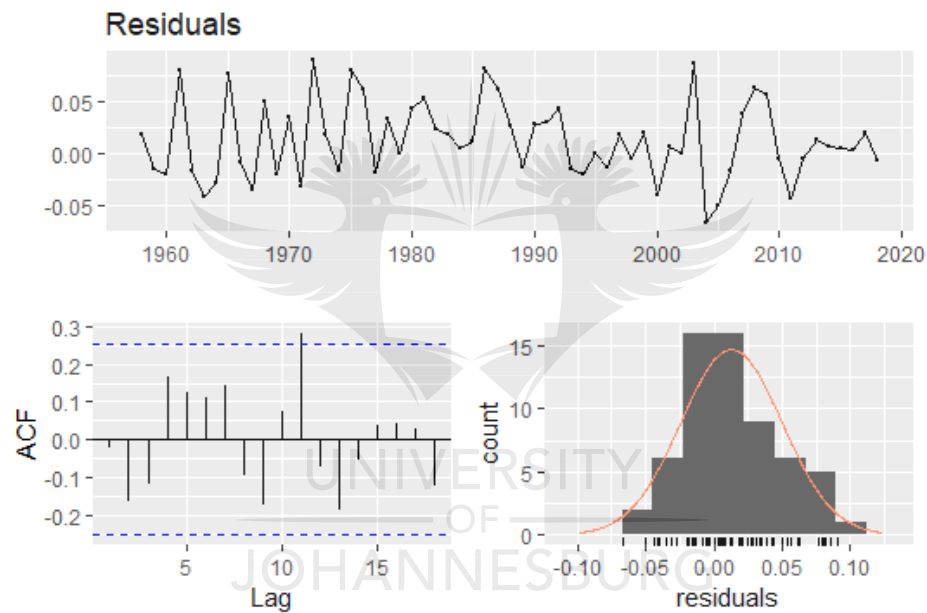 Residuals
0.05
0.00
-0.05
1960 1970 1980 1990 2000 2010 2020
0.3
0.2
0.1
0.0
-0.1
-0.2
ACF
5 10 15
Lag
15
10
5
0
count
-0.10 -0.05 0.00 0.05 0.10
residuals
UNIVERSITY
OF
JOHANNESBURG